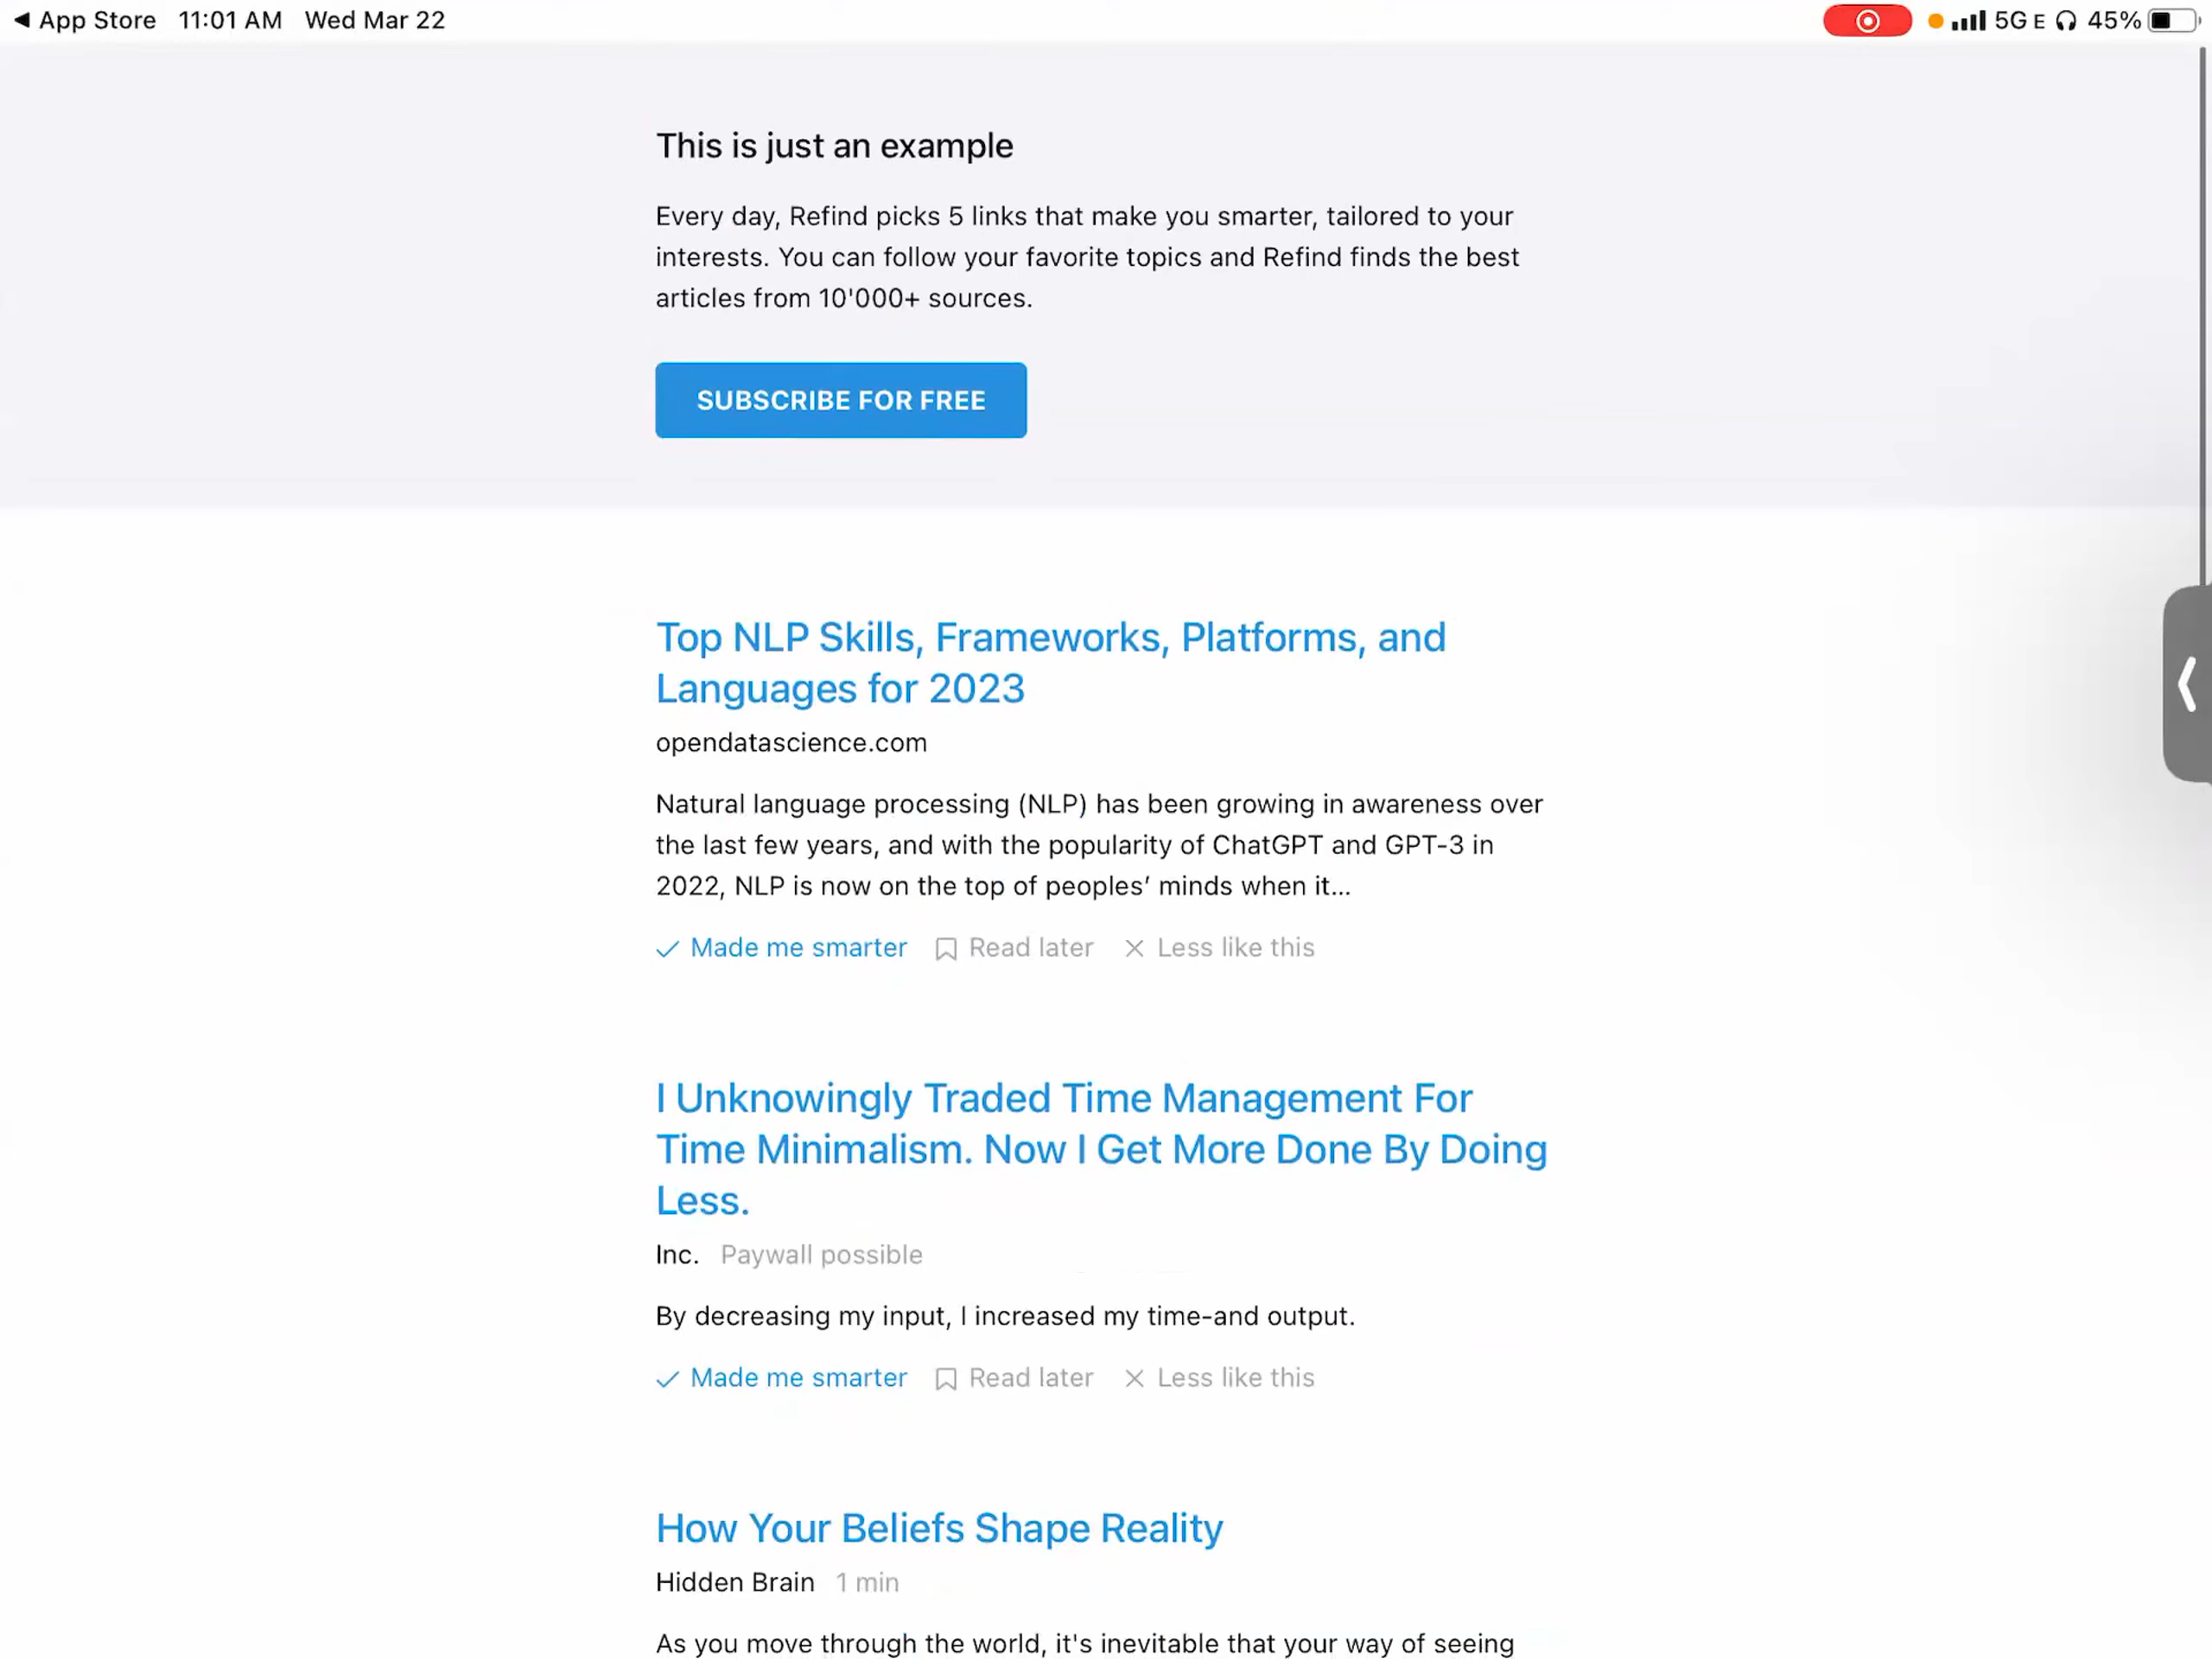 ◀ App Store 11:01 AM Wed Mar 22 5G E 45%
This is just an example
Every day, Refind picks 5 links that make you smarter, tailored to your
interests. You can follow your favorite topics and Refind finds the best
articles from 10'000+ sources.
SUBSCRIBE FOR FREE
Top NLP Skills, Frameworks, Platforms, and
Languages for 2023
opendatascience.com
Natural language processing (NLP) has been growing in awareness over
the last few years, and with the popularity of ChatGPT and GPT-3 in
2022, NLP is now on the top of peoples’ minds when it...
Made me smarter Read later Less like this
I Unknowingly Traded Time Management For
Time Minimalism. Now I Get More Done By Doing
Less.
Inc. Paywall possible
By decreasing my input, I increased my time-and output.
Made me smarter Read later Less like this
How Your Beliefs Shape Reality
Hidden Brain 1 min
As you move through the world, it's inevitable that your way of seeing